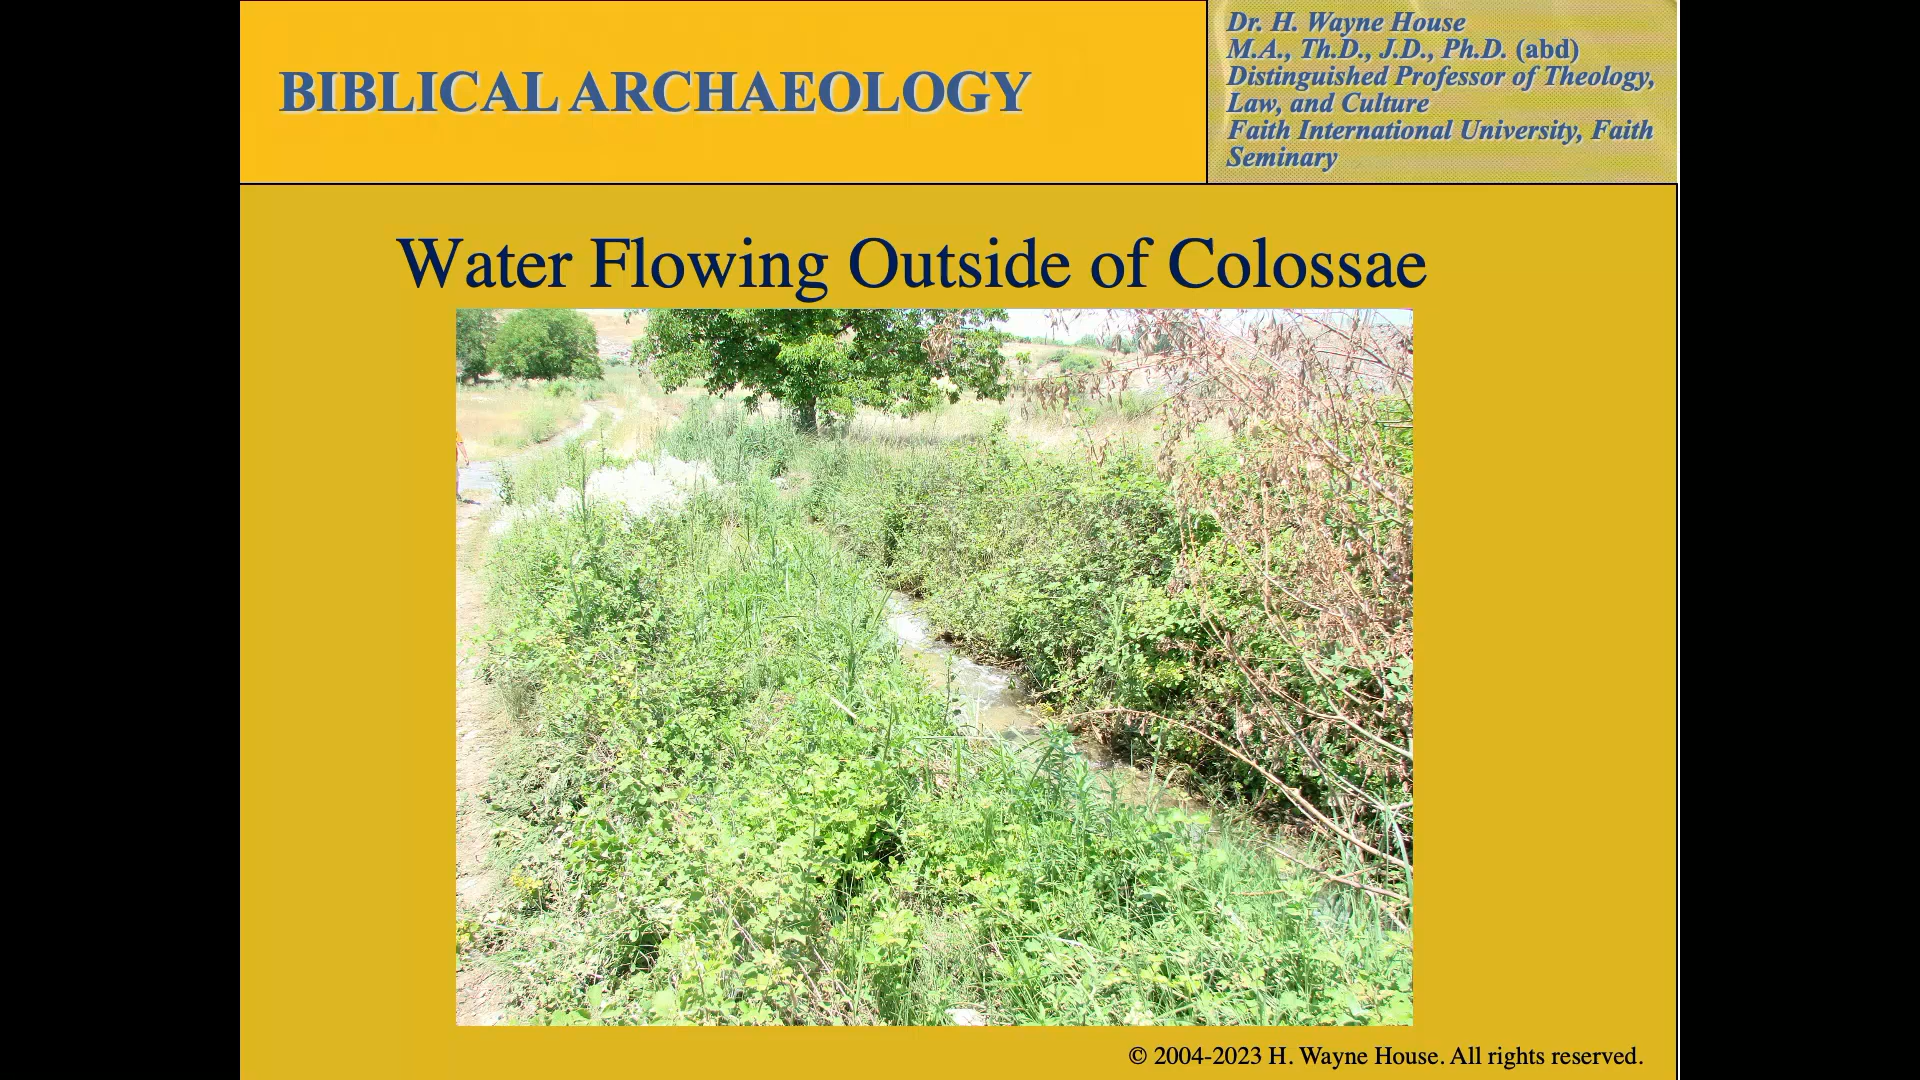 BIBLICAL ARCHAEOLOGY
Dr. H. Wayne House
M.A., Th.D., J.D., Ph.D. (abd)
Distinguished Professor of Theology,
Law, and Culture
Faith International University, Faith
Seminary
Water Flowing Outside of Colossae
© 2004-2023 H. Wayne House. All rights reserved.